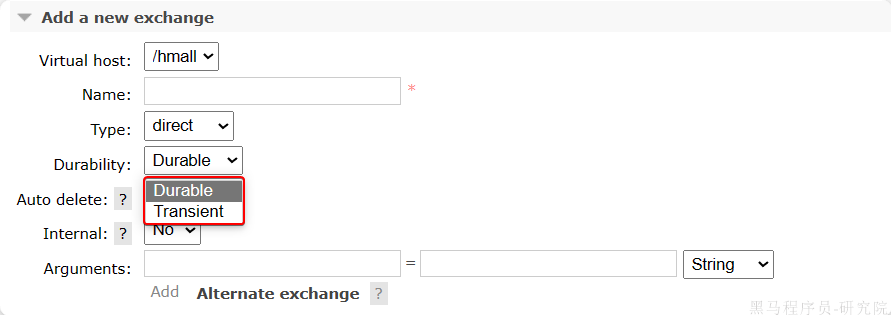 Add a new exchange
Virtual host: /hmall
Name: *
Type: direct
Durability: Durable
Durable
Auto delete: ?
Transient
Internal: ? No
Arguments: = String
Add Alternate exchange ?
黑马程序员-研究院